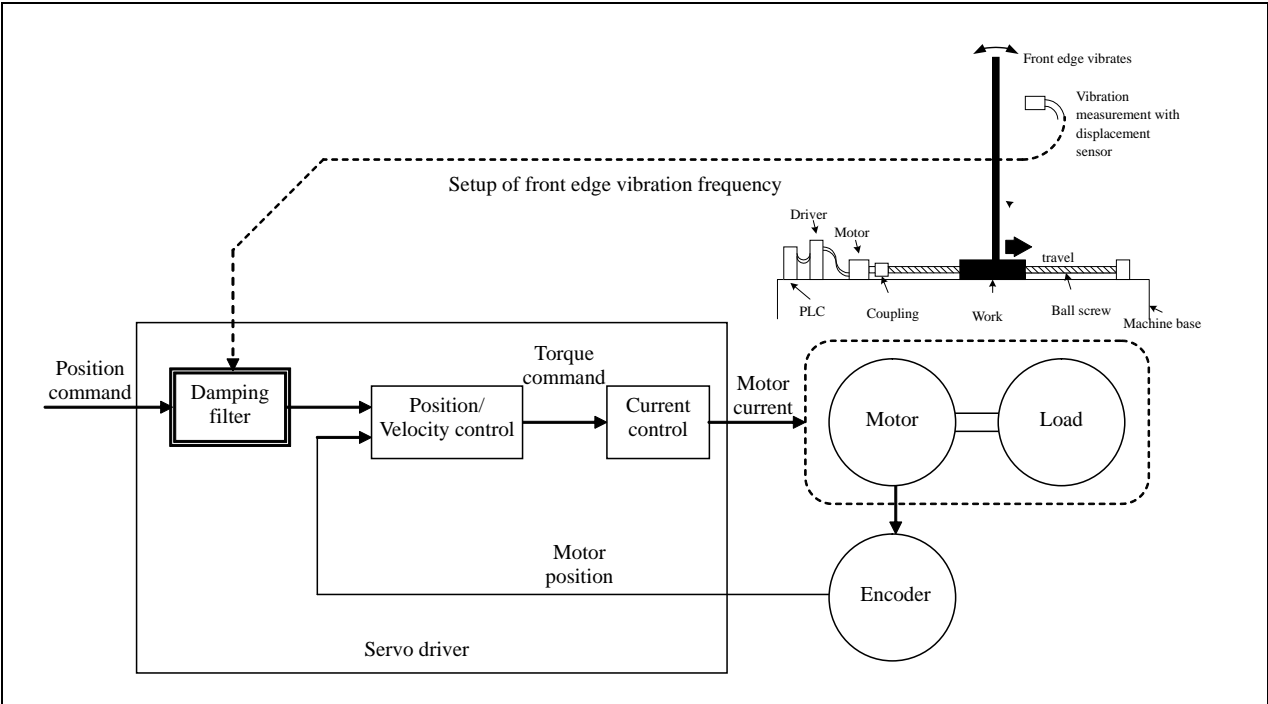 Front edge vibrates
Vibration
measurement with
displacement
sensor
Setup of front edge vibration frequency
Driver
Motor
travel
PLC
Coupling
Work
Ball screw
Machine base
Position
command
Damping
filter
Position/
Velocity control
Torque
command
Current
control
Motor
current
Motor
Load
Motor
position
Encoder
Servo driver